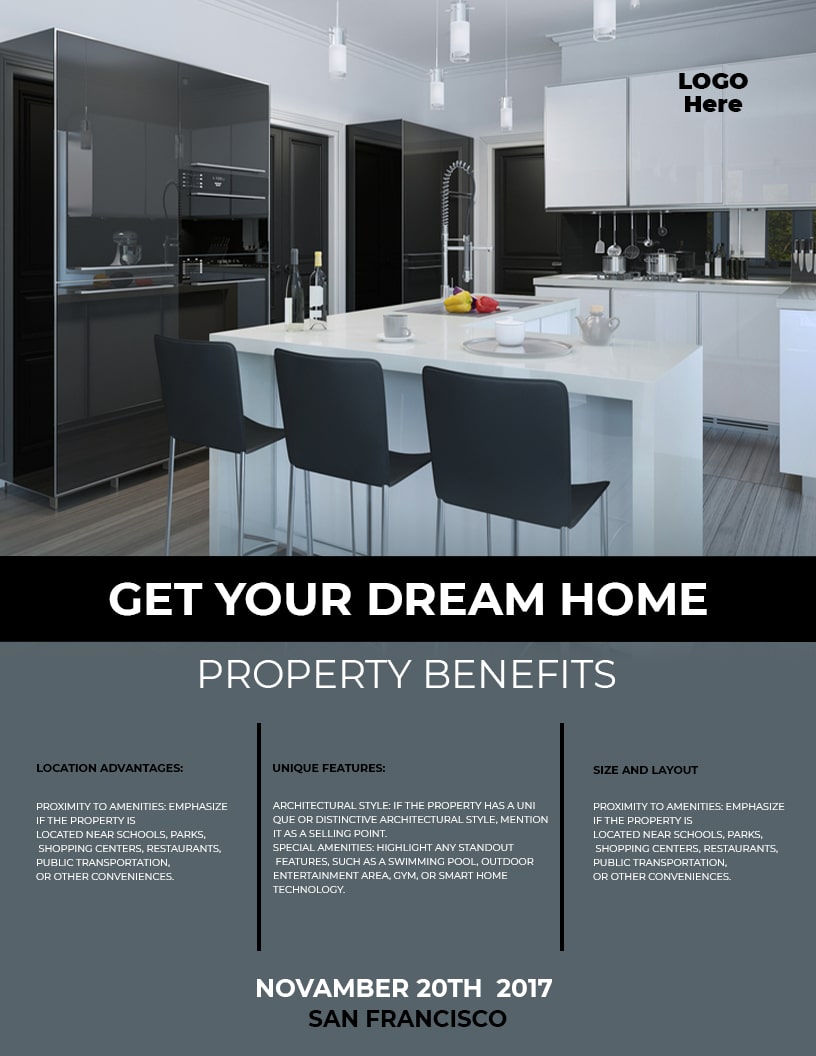 LOGO
Here
GET YOUR DREAM HOME
PROPERTY BENEFITS
LOCATION ADVANTAGES:
PROXIMITY TO AMENITIES: EMPHASIZE
IF THE PROPERTY IS
LOCATED NEAR SCHOOLS, PARKS,
SHOPPING CENTERS, RESTAURANTS,
PUBLIC TRANSPORTATION,
OR OTHER CONVENIENCES.
UNIQUE FEATURES:
ARCHITECTURAL STYLE: IF THE PROPERTY HAS A UNI
QUE OR DISTINCTIVE ARCHITECTURAL STYLE, MENTION
IT AS A SELLING POINT.
SPECIAL AMENITIES: HIGHLIGHT ANY STANDOUT
FEATURES, SUCH AS A SWIMMING POOL, OUTDOOR
ENTERTAINMENT AREA, GYM, OR SMART HOME
TECHNOLOGY.
SIZE AND LAYOUT
PROXIMITY TO AMENITIES: EMPHASIZE
IF THE PROPERTY IS
LOCATED NEAR SCHOOLS, PARKS,
SHOPPING CENTERS, RESTAURANTS,
PUBLIC TRANSPORTATION,
OR OTHER CONVENIENCES.
NOVAMBER 20TH  2017
SAN FRANCISCO